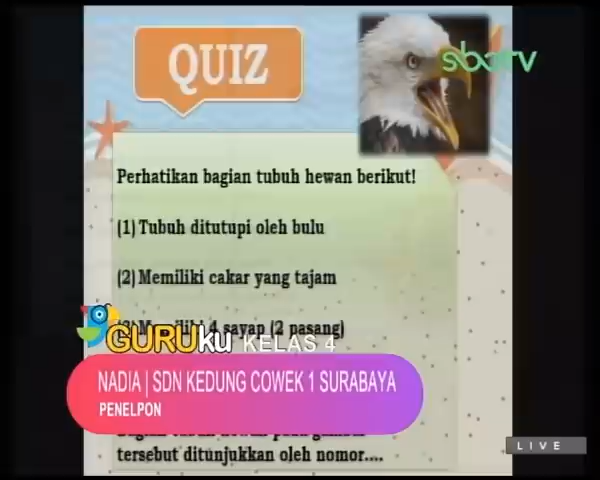 QUIZ
sbotv
Perhatikan bagian tubuh hewan berikut!
(1) Tubuh ditutupi oleh bulu
(2) Memiliki cakar yang tajam
4 sayap (2 pasang)
GURUku KELAS 4
NADIA | SDN KEDUNG COWEK 1 SURABAYA
PENELPON
tersebut ditunjukkan oleh nomor....
LIVE